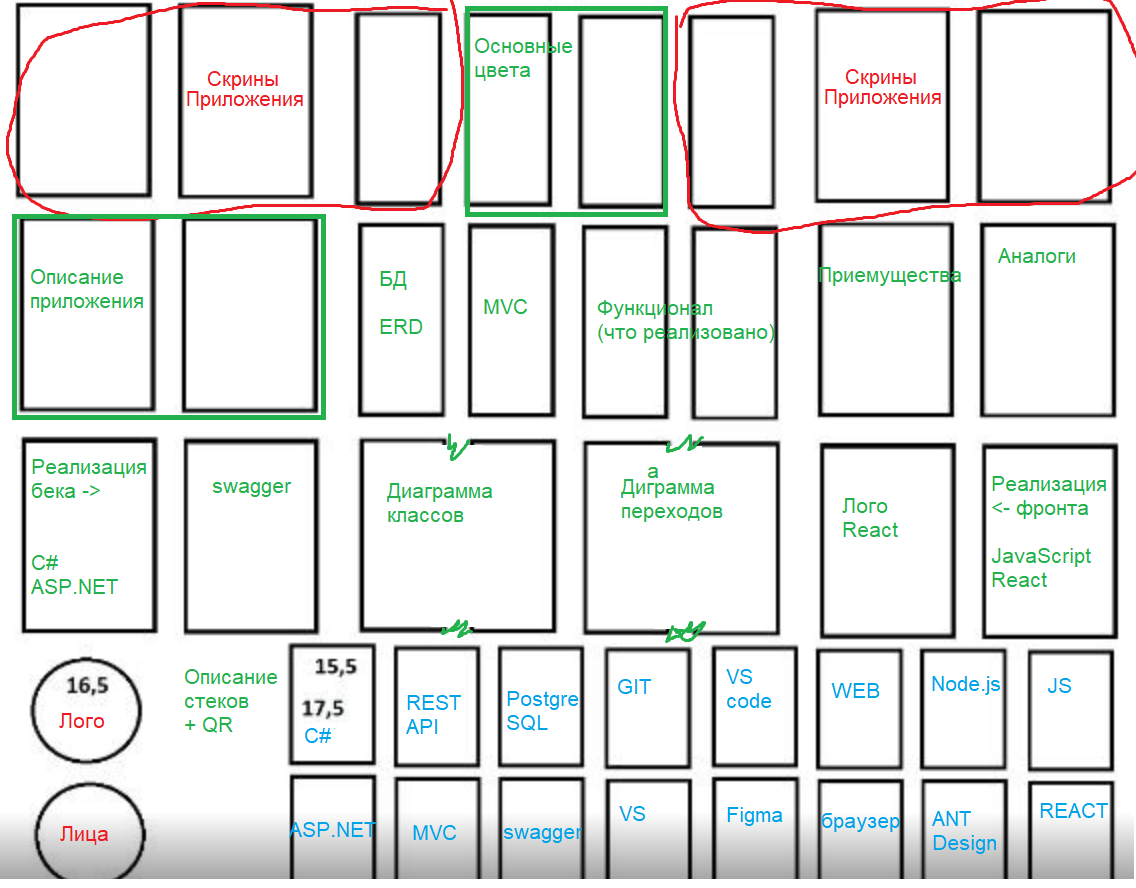 Скрины
Приложения
Основные
цвета
Скрины
Приложения
Описание
приложения
БД
ERD
MVC
Функционал
(что реализовано)
Приемущества
Аналоги
Реализация
бека ->
C#
ASP.NET
swagger
Диаграмма
классов
а
Диграмма
переходов
Лого
React
Реализация
<- фронта
JavaScript
React
16,5
Лого
Описание
стеков
+ QR
15,5
17,5
C#
REST
API
Postgre
SQL
GIT
VS
code
WEB
Node.js
JS
Лица
ASP.NET
MVC
swagger
VS
Figma
браузер
ANT
Design
REACT